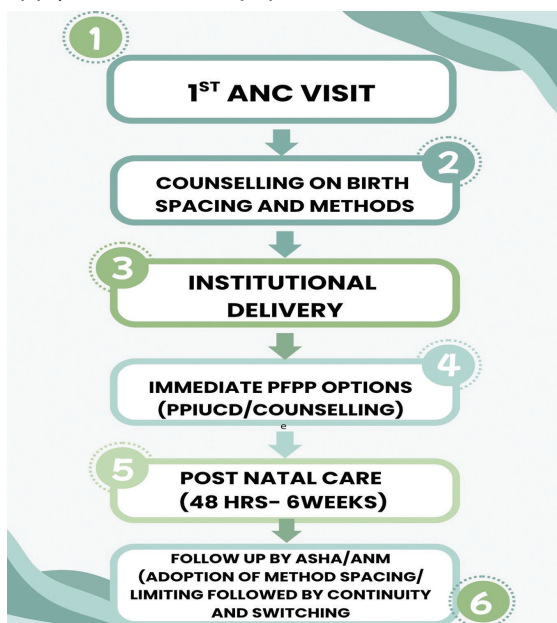 1
1ST ANC VISIT
2
COUNSELLING ON BIRTH
SPACING AND METHODS
3
INSTITUTIONAL
DELIVERY
4
IMMEDIATE PFPP OPTIONS
(PPIUCD/COUNSELLING)
e
5
POST NATAL CARE
(48 HRS- 6WEEKS)
FOLLOW UP BY ASHA/ANM
(ADOPTION OF METHOD SPACING/
LIMITING FOLLOWED BY CONTINUITY
AND SWITCHING
6